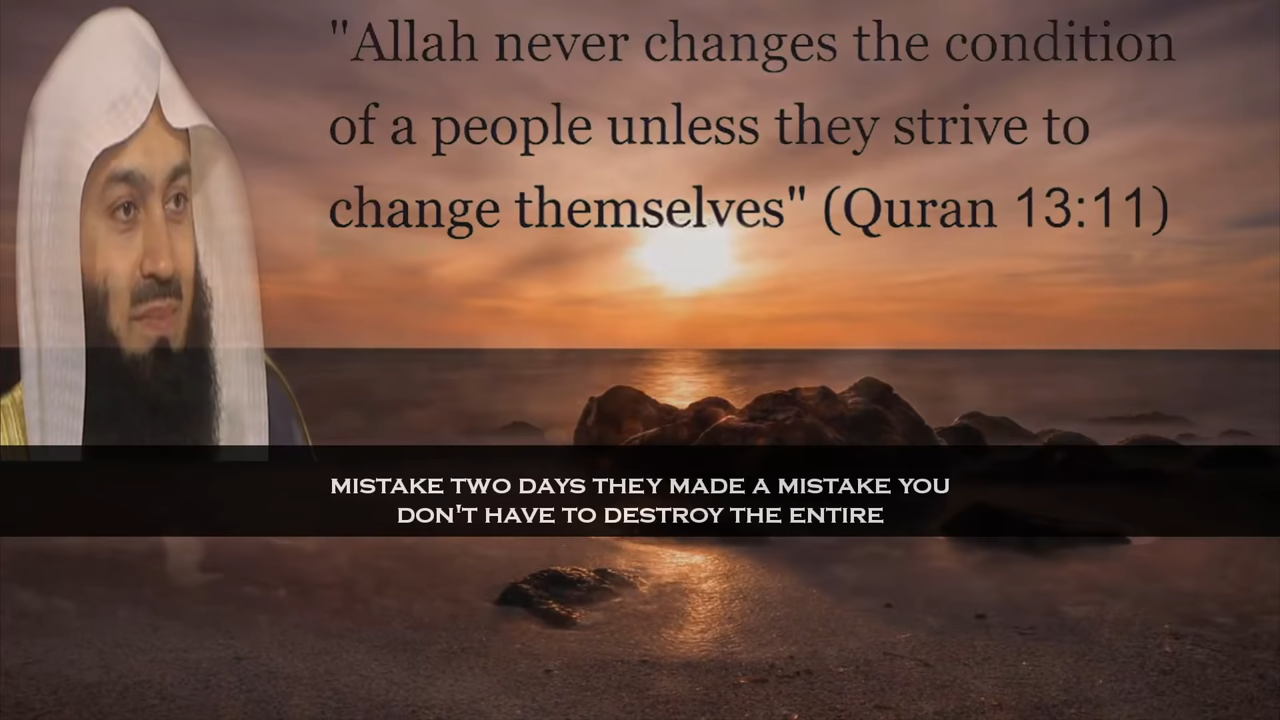 "Allah never changes the condition
of a people unless they strive to
change themselves" (Quran 13:11)
MISTAKE TWO DAYS THEY MADE A MISTAKE YOU
DON'T HAVE TO DESTROY THE ENTIRE